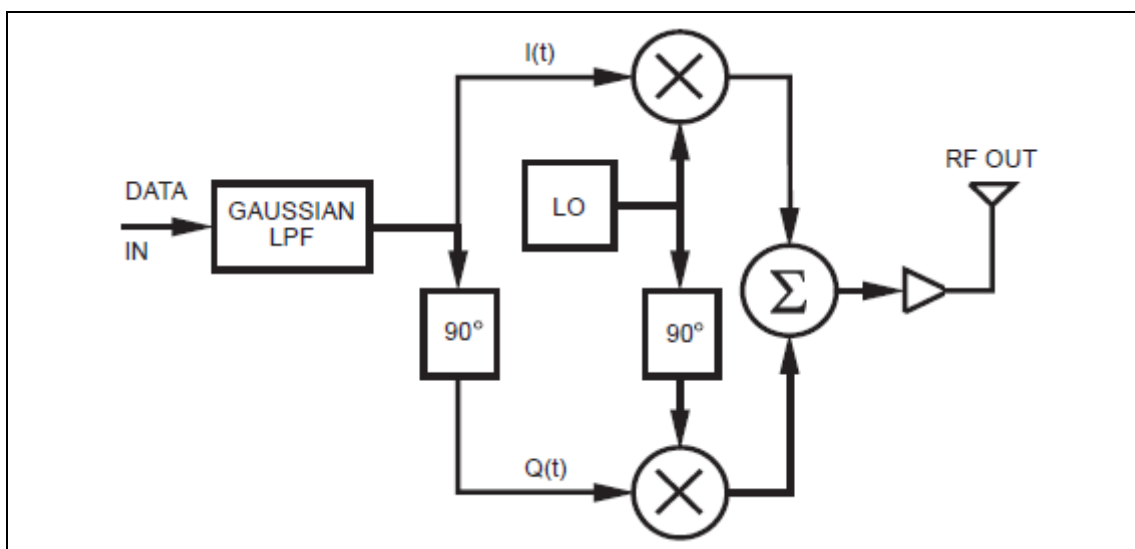 I(t)
RF OUT
DATA
IN
GAUSSIAN
LPF
LO
Σ
90°
90°
Q(t)